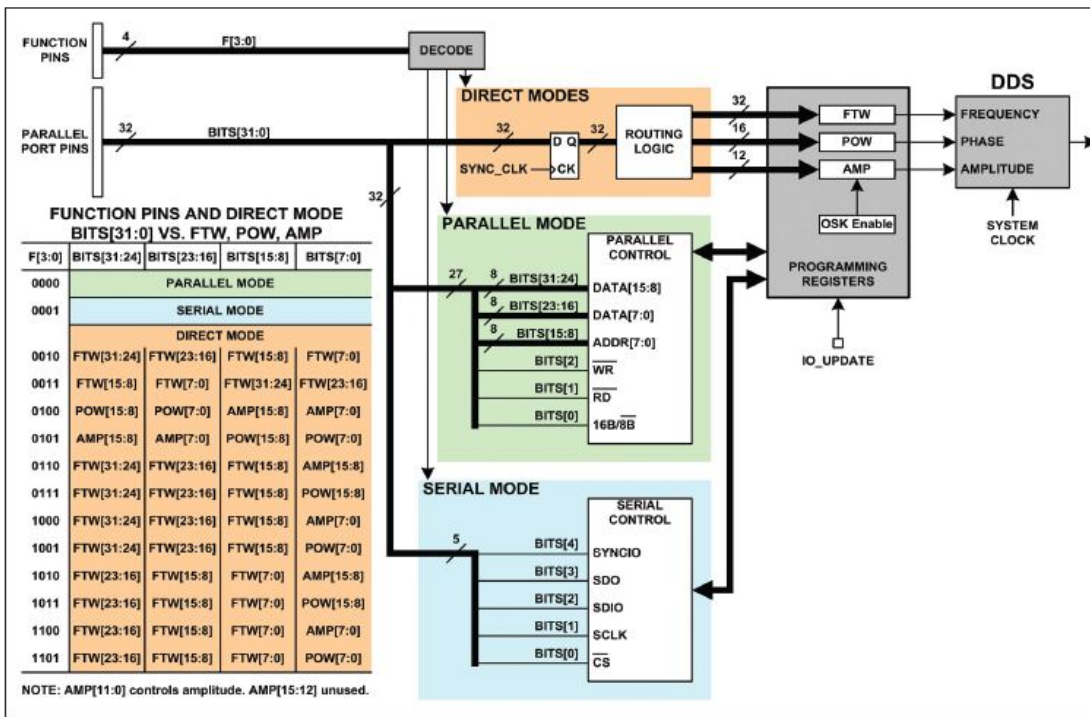 FUNCTION PINS
4
F[3:0]
DECODE
PARALLEL PORT PINS
32
BITS[31:0]
32
DIRECT MODES
32
D Q
CK
SYNC_CLK
32
ROUTING LOGIC
32
16
12
FTW
POW
AMP
OSK Enable
PROGRAMMING REGISTERS
IO_UPDATE
DDS
FREQUENCY
PHASE
AMPLITUDE
SYSTEM CLOCK
FUNCTION PINS AND DIRECT MODE
BITS[31:0] VS. FTW, POW, AMP
F[3:0] BITS[31:24] BITS[23:16] BITS[15:8] BITS[7:0]
0000 PARALLEL MODE
0001 SERIAL MODE
DIRECT MODE
0010 FTW[31:24] FTW[23:16] FTW[15:8] FTW[7:0]
0011 FTW[15:8] FTW[7:0] FTW[31:24] FTW[23:16]
0100 POW[15:8] POW[7:0] AMP[15:8] AMP[7:0]
0101 AMP[15:8] AMP[7:0] POW[15:8] POW[7:0]
0110 FTW[31:24] FTW[23:16] FTW[15:8] AMP[15:8]
0111 FTW[31:24] FTW[23:16] FTW[15:8] POW[15:8]
1000 FTW[31:24] FTW[23:16] FTW[15:8] AMP[7:0]
1001 FTW[31:24] FTW[23:16] FTW[15:8] POW[7:0]
1010 FTW[23:16] FTW[15:8] FTW[7:0] AMP[15:8]
1011 FTW[23:16] FTW[15:8] FTW[7:0] POW[15:8]
1100 FTW[23:16] FTW[15:8] FTW[7:0] AMP[7:0]
1101 FTW[23:16] FTW[15:8] FTW[7:0] POW[7:0]
NOTE: AMP[11:0] controls amplitude. AMP[15:12] unused.
PARALLEL MODE
PARALLEL CONTROL
27
8 BITS[31:24] DATA[15:8]
8 BITS[23:16] DATA[7:0]
8 BITS[15:8] ADDR[7:0]
BITS[2] WR
BITS[1] RD
BITS[0] 16B/8B
SERIAL MODE
SERIAL CONTROL
5
BITS[4] SYNCIO
BITS[3] SDO
BITS[2] SDIO
BITS[1] SCLK
BITS[0] CS